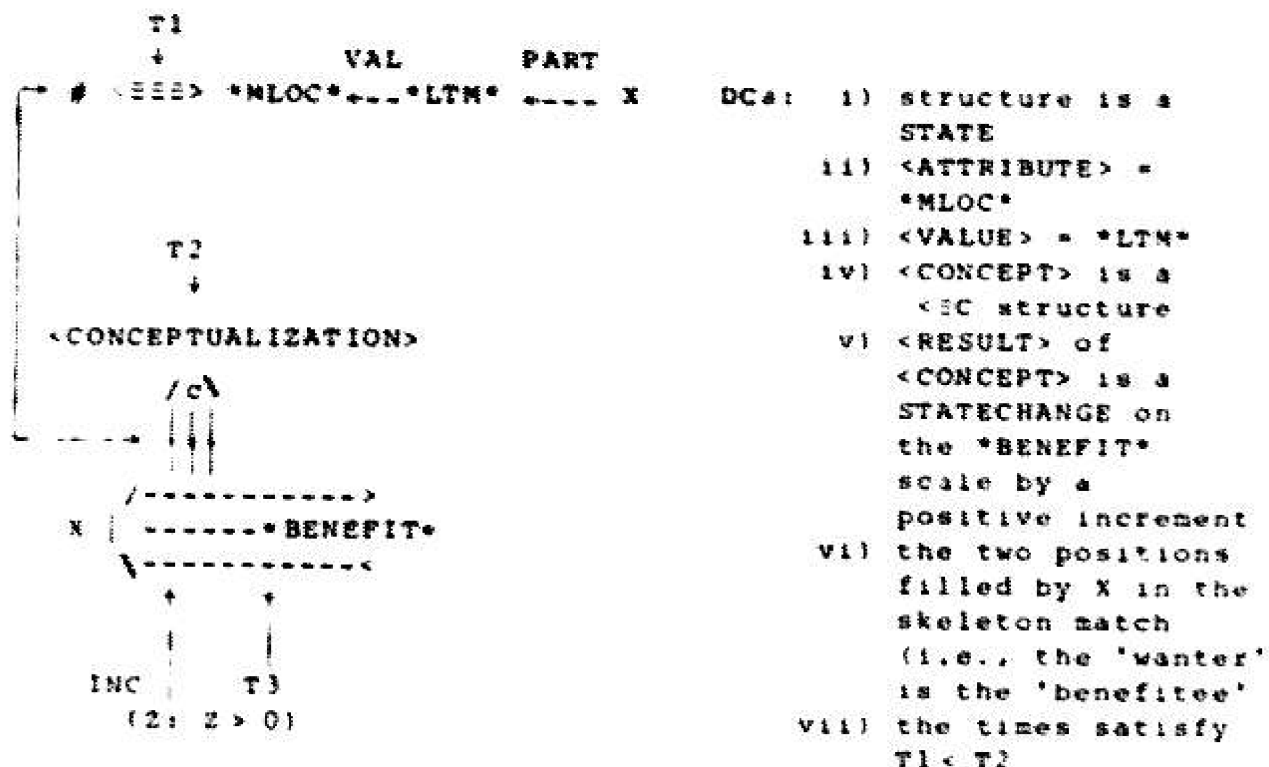 T1
VAL PART
# <≡≡≡> *MLOC*<---*LTM* <---- X
T2
<CONCEPTUALIZATION>
/c\
/----------->
X | ------*BENEFIT*
\-----------<
INC T3
(Z: Z > 0)
DCs: i) structure is a
STATE
ii) <ATTRIBUTE> =
*MLOC*
iii) <VALUE> = *LTM*
iv) <CONCEPT> is a
<≡C structure
v) <RESULT> of
<CONCEPT> is a
STATECHANGE on
the *BENEFIT*
scale by a
positive increment
vi) the two positions
filled by X in the
skeleton match
(i.e., the 'wanter'
is the 'benefitee'
vii) the times satisfy
T1 < T2